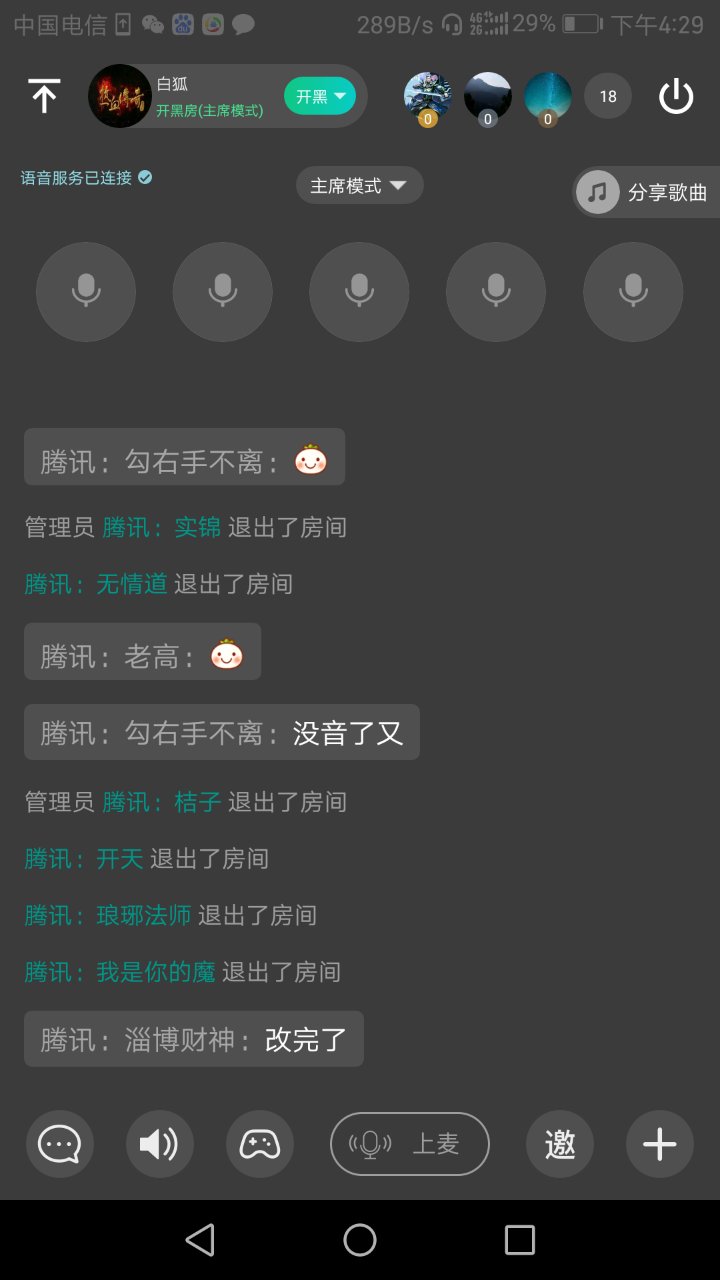 中国电信 289B/s 4G 2G 29% 下午4:29
白狐
开黑房(主席模式)
开黑
0 0 0
18
语音服务已连接
主席模式
分享歌曲
腾讯：勾右手不离：
管理员 腾讯：实锦 退出了房间
腾讯：无情道 退出了房间
腾讯：老高：
腾讯：勾右手不离：没音了又
管理员 腾讯：桔子 退出了房间
腾讯：开天 退出了房间
腾讯：琅琊法师 退出了房间
腾讯：我是你的魔 退出了房间
腾讯：淄博财神：改完了
上麦
邀